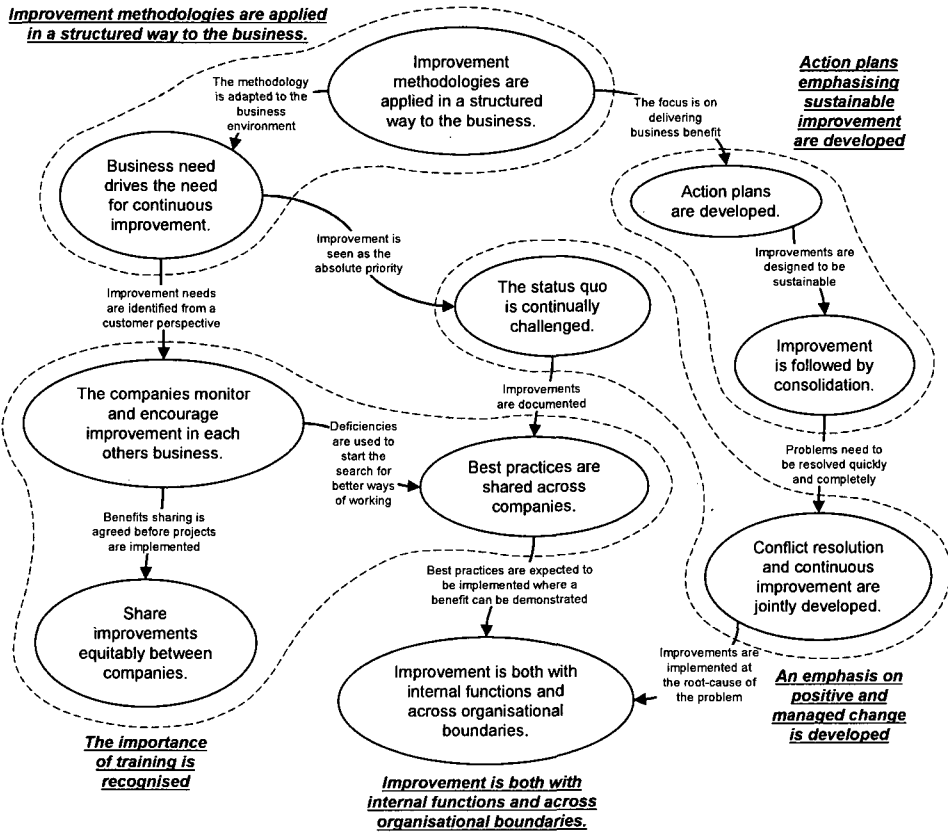 Improvement methodologies are applied
in a structured way to the business.
Improvement
methodologies are
applied in a structured
way to the business.
Action plans
emphasising
sustainable
improvement
are developed
The methodology
is adapted to the
business
environment
The focus is on
delivering
business benefit
Business need
drives the need
for continuous
improvement.
Action plans
are developed.
Improvement is
seen as the
absolute priority
Improvements are
designed to be
sustainable
Improvement needs
are identified from a
customer perspective
The status quo
is continually
challenged.
Improvement
is followed by
consolidation.
The companies monitor
and encourage
improvement in each
others business.
Improvements
are documented
Deficiencies
are used to
start the
search for
better ways
of working
Best practices are
shared across
companies.
Problems need to
be resolved quickly
and completely
Benefits sharing is
agreed before projects
are implemented
Conflict resolution
and continuous
improvement are
jointly developed.
Best practices are expected to
be implemented where a
benefit can be demonstrated
Share
improvements
equitably between
companies.
Improvements are
implemented at
the root-cause of
the problem
Improvement is both with
internal functions and
across organisational
boundaries.
An emphasis on
positive and
managed change
is developed
The importance
of training is
recognised
Improvement is both with
internal functions and across
organisational boundaries.